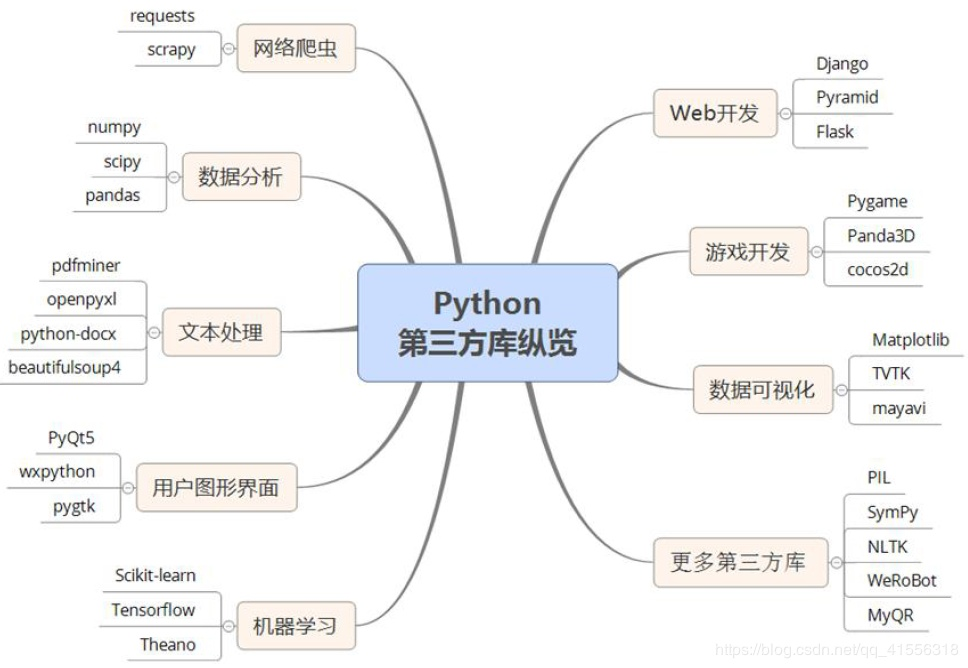 Python
第三方库纵览
网络爬虫
requests
scrapy
数据分析
numpy
scipy
pandas
文本处理
pdfminer
openpyxl
python-docx
beautifulsoup4
用户图形界面
PyQt5
wxpython
pygtk
机器学习
Scikit-learn
Tensorflow
Theano
Web开发
Django
Pyramid
Flask
游戏开发
Pygame
Panda3D
cocos2d
数据可视化
Matplotlib
TVTK
mayavi
更多第三方库
PIL
SymPy
NLTK
WeRoBot
MyQR
https://blog.csdn.net/qq_41556318